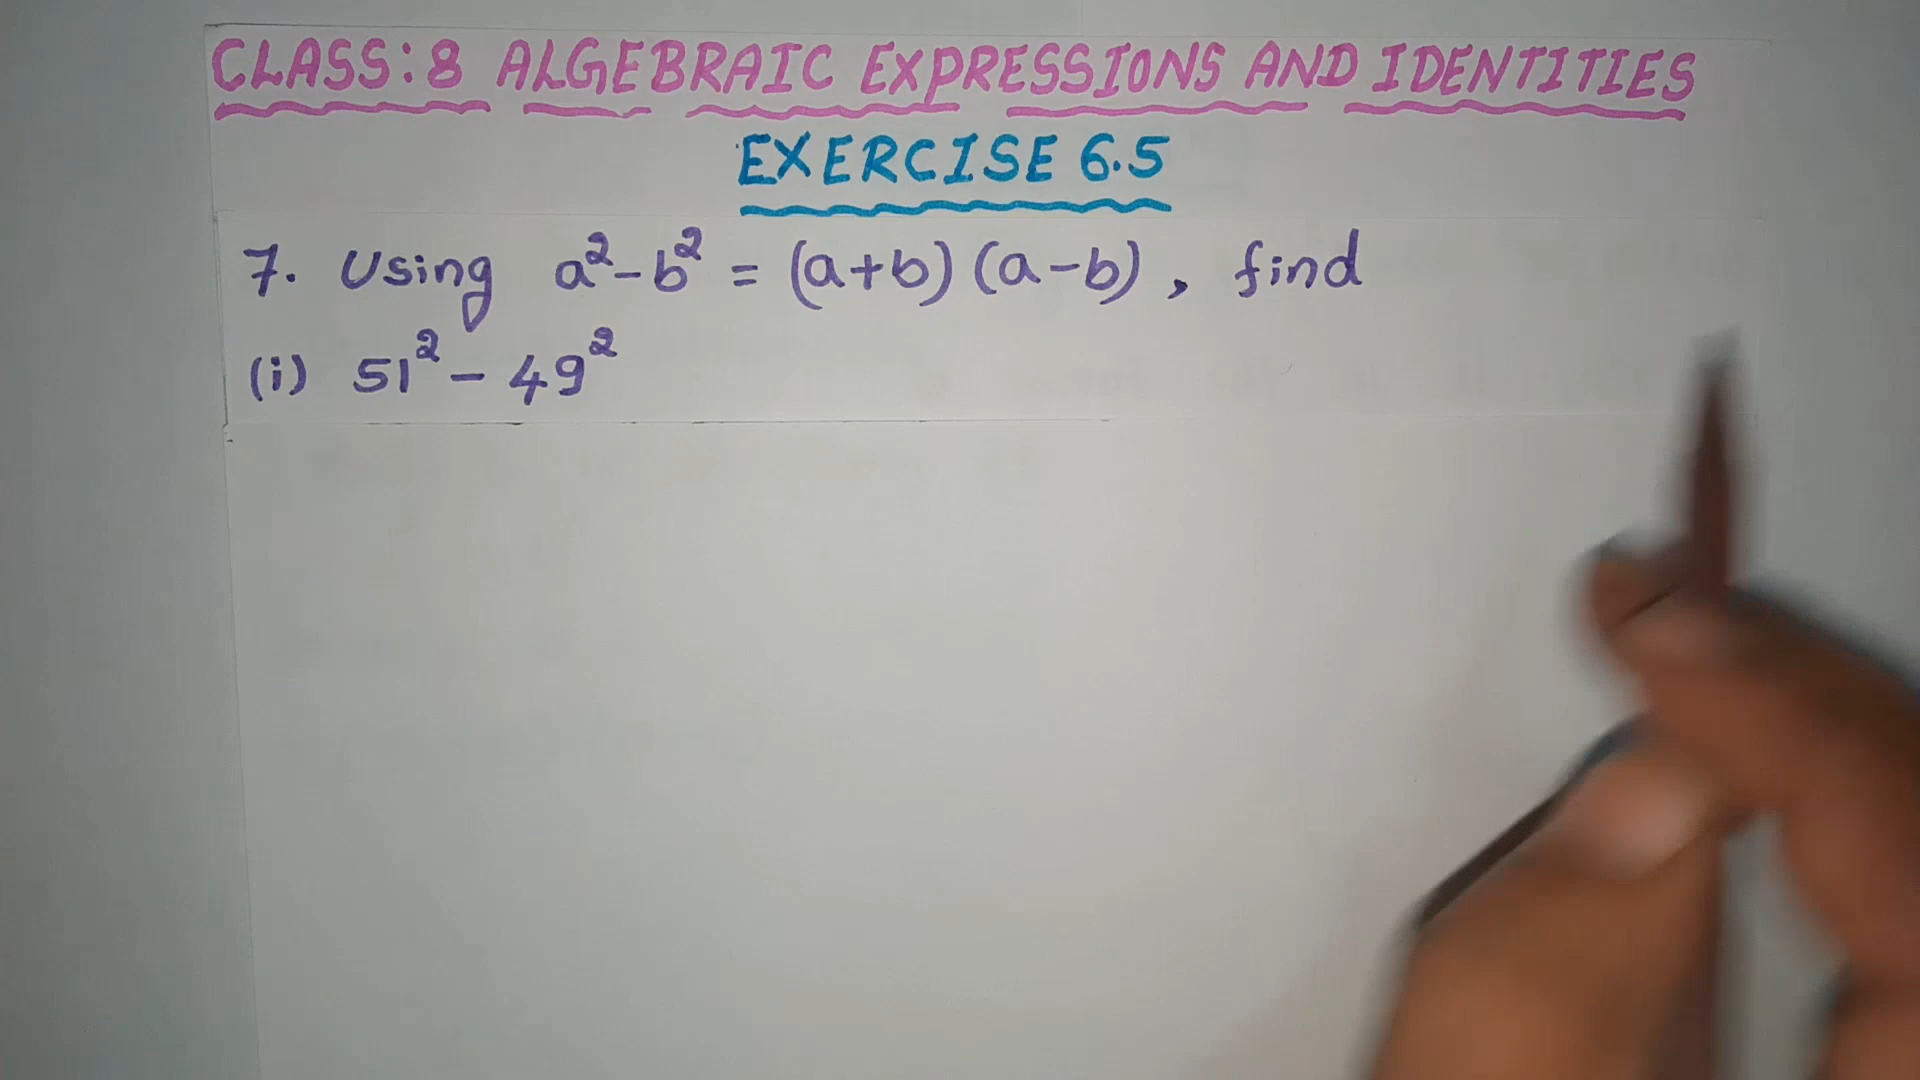 CLASS:8 ALGEBRAIC EXPRESSIONS AND IDENTITIES
EXERCISE 6.5
7. Using a²-b² = (a+b) (a-b), find
(i) 51² - 49²